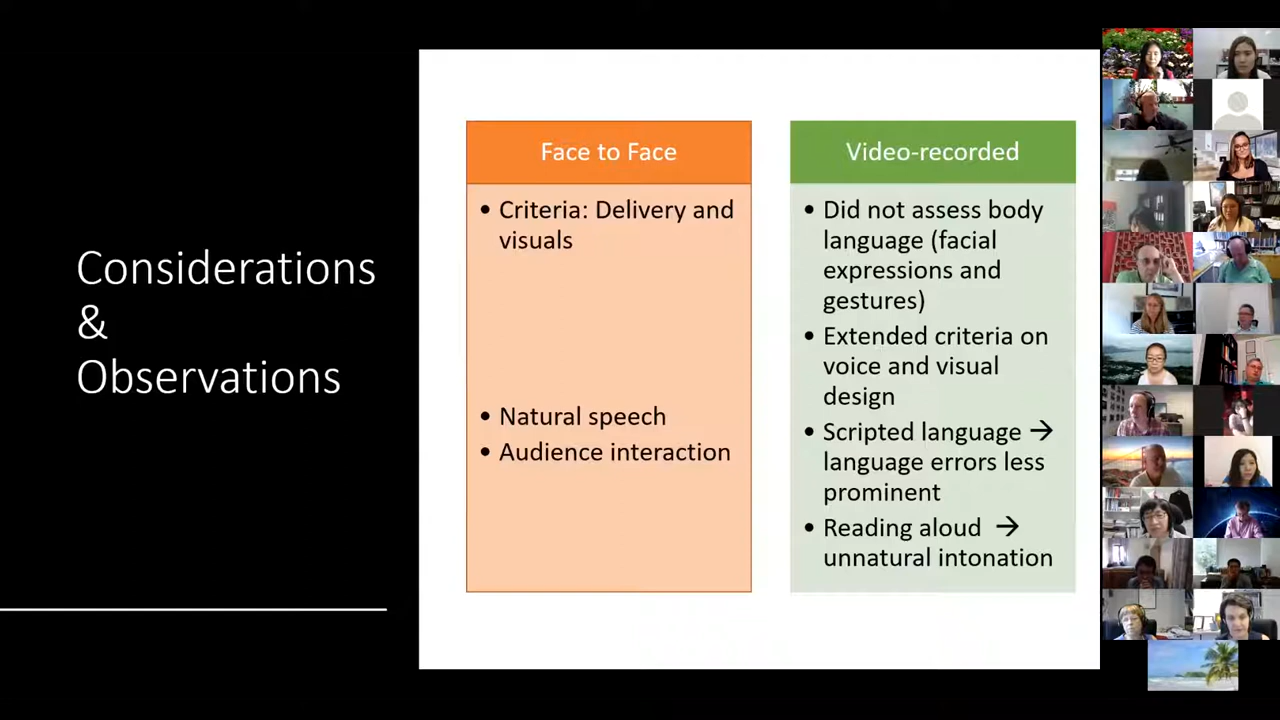 Considerations
&
Observations
Face to Face
• Criteria: Delivery and
visuals
• Natural speech
• Audience interaction
Video-recorded
• Did not assess body
language (facial
expressions and
gestures)
• Extended criteria on
voice and visual
design
• Scripted language →
language errors less
prominent
• Reading aloud →
unnatural intonation